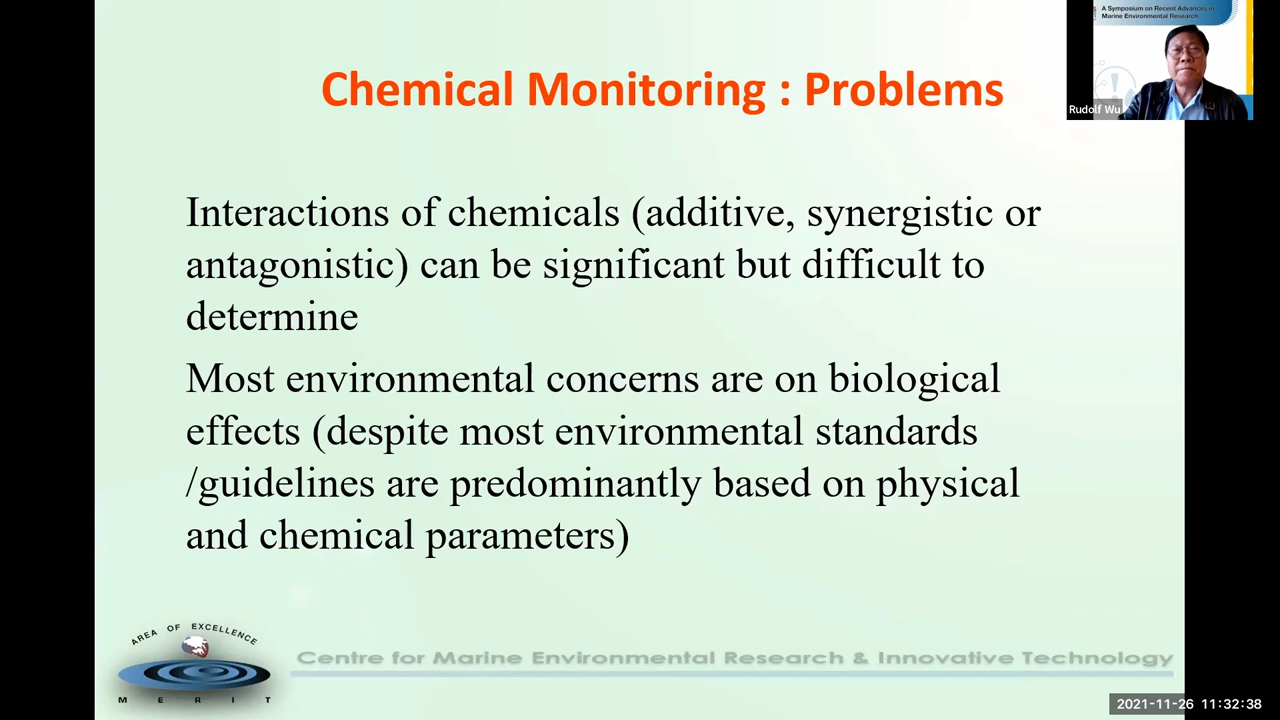 A Symposium on Recent Advances in
Marine Environmental Research
Rudolf Wu
Chemical Monitoring : Problems
Interactions of chemicals (additive, synergistic or
antagonistic) can be significant but difficult to
determine
Most environmental concerns are on biological
effects (despite most environmental standards
/guidelines are predominantly based on physical
and chemical parameters)
AREA OF EXCELLENCE
MERIT
Centre for Marine Environmental Research & Innovative Technology
2021-11-26 11:32:38